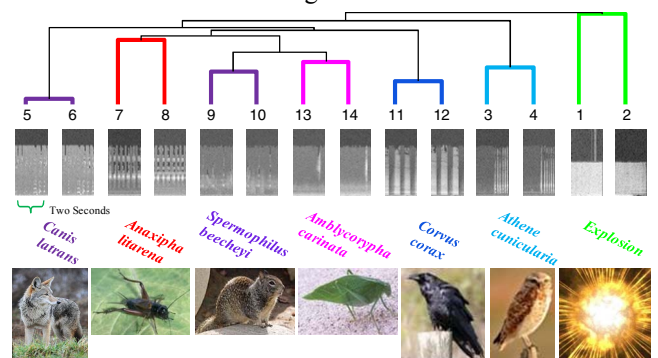 5 6 7 8 9 10 13 14 11 12 3 4 1 2
Two Seconds
Canis latrans
Anaxipha litarena
Spermophilus beecheyi
Amblycorypha carinata
Corvus corax
Athene cunicularia
Explosion